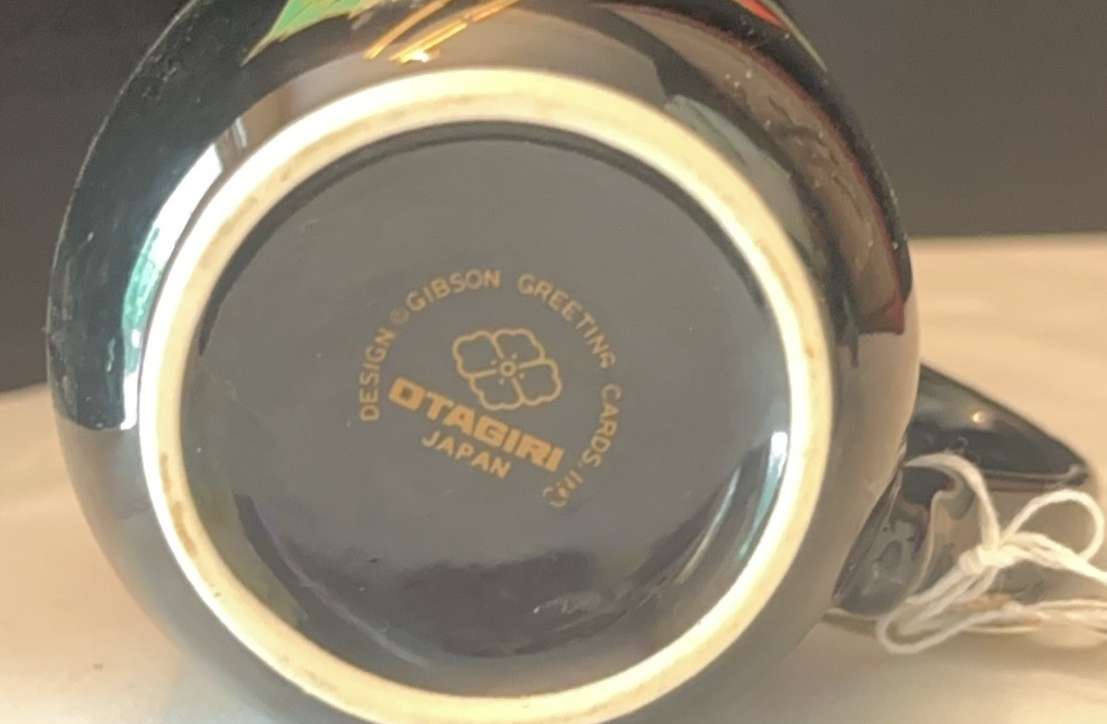 DESIGN © GIBSON GREETING CARDS, INC
OTAGIRI
JAPAN